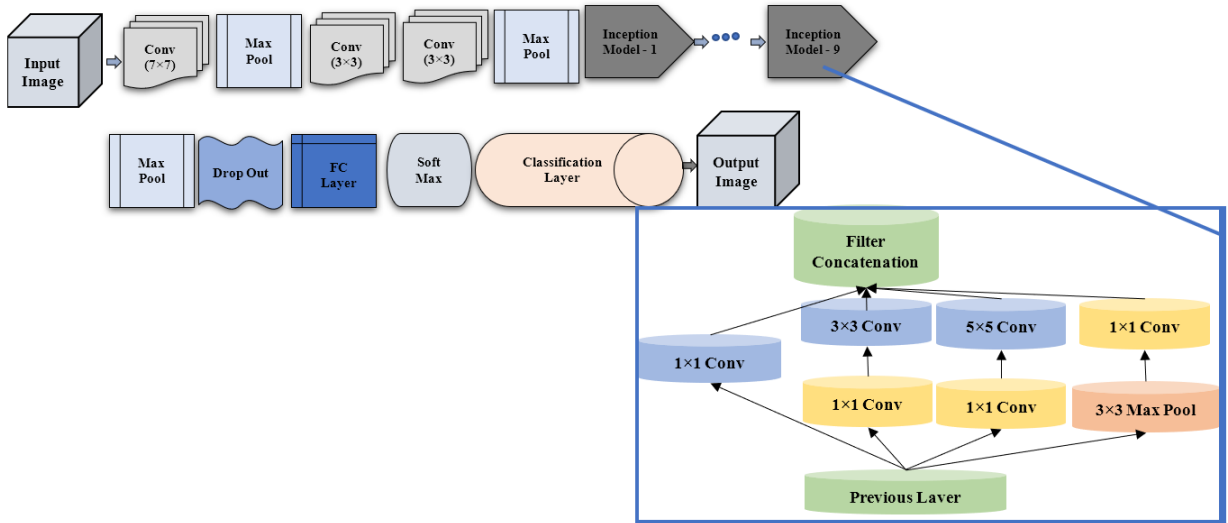 Input
Image
Conv
(7×7)
Max
Pool
Conv
(3×3)
Conv
(3×3)
Max
Pool
Inception
Model - 1
Inception
Model - 9
Max
Pool
Drop Out
FC
Layer
Soft
Max
Classification
Layer
Output
Image
Filter
Concatenation
3×3 Conv
5×5 Conv
1×1 Conv
1×1 Conv
1×1 Conv
1×1 Conv
3×3 Max Pool
Previous Layer